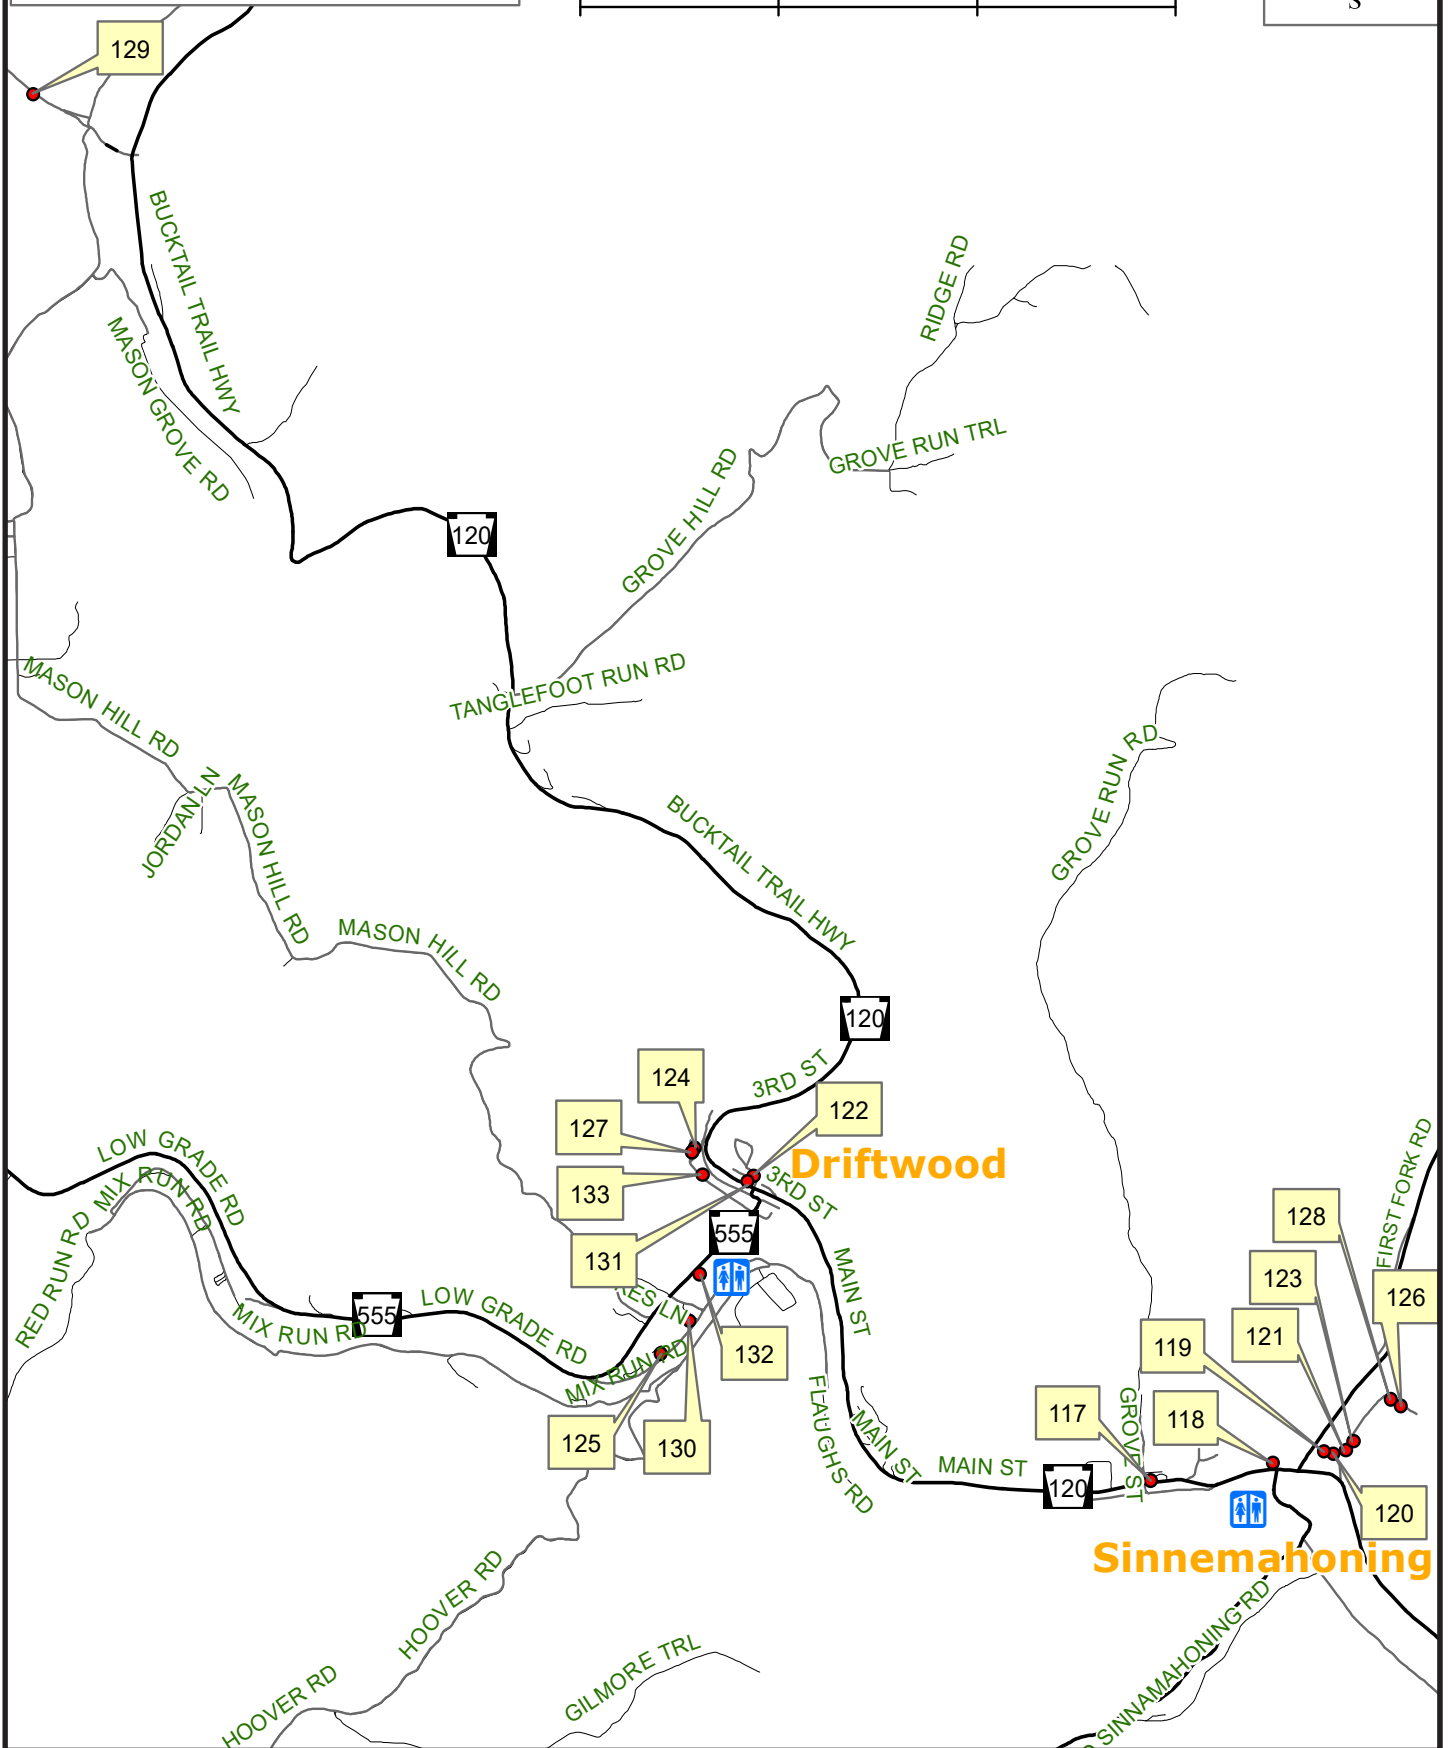 S
129
BUCKTAIL TRAIL HWY
MASON GROVE RD
RIDGE RD
GROVE RUN TRL
GROVE HILL RD
120
TANGLEFOOT RUN RD
MASON HILL RD
JORDAN LN
MASON HILL RD
GROVE RUN RD
BUCKTAIL TRAIL HWY
MASON HILL RD
120
3RD ST
124
122
127
Driftwood
133
3RD ST
LOW GRADE RD
MIX RUN RD
RED RUN RD
555
131
128
FIRST FORK RD
123
126
MAIN ST
LOW GRADE RD
555
MIX RUN RD
MIX RUN RD
132
121
119
FLAUGHS RD
GROVE ST
117
118
125
130
MAIN ST
MAIN ST
120
120
Sinnemahoning
HOOVER RD
HOOVER RD
GILMORE TRL
SINNAMAHONING RD